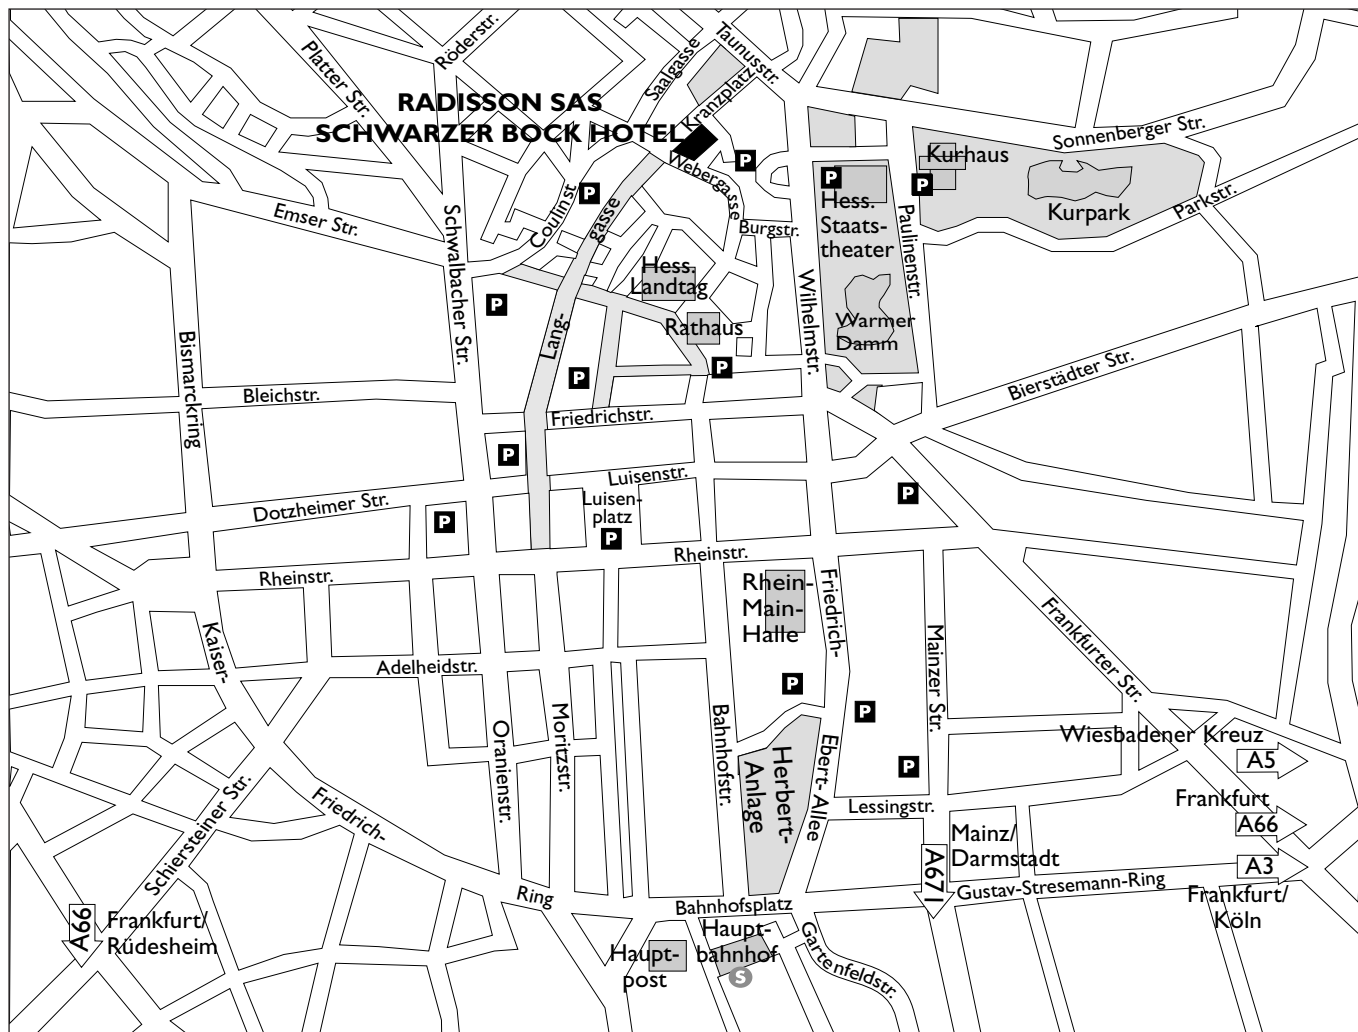 Platter Str.
Röderstr.
Saalgasse
Taunusstr.
Kranzplatz
RADISSON SAS
SCHWARZER BOCK HOTEL
Webergasse
P
P
P
P
Kurhaus
Sonnenberger Str.
Kurpark
Parkstr.
Hess.
Staats-
theater
Paulinenstr.
Emser Str.
Schwalbacher Str.
Coulinst
gasse
Lang-
Burgstr.
Hess.
Landtag
Rathaus
Wilhelmstr.
Warmer
Damm
P
P
P
Bismarckring
Bleichstr.
Friedrichstr.
Bierstädter Str.
P
Luisenstr.
Luisen-
platz
P
P
P
Dotzheimer Str.
Rheinstr.
Rheinstr.
Rhein-
Main-
Halle
Friedrich-
Ebert- Allee
Mainzer Str.
Frankfurter Str.
Kaiser-
Friedrich-
Ring
Adelheidstr.
Oranienstr.
Moritzstr.
Bahnhofstr.
P
P
P
Herbert-
Anlage
Wiesbadener Kreuz
A5
Frankfurt
A66
A3
Frankfurt/
Köln
Lessingstr.
Mainz/
Darmstadt
A671
Gustav-Stresemann-Ring
Schiersteiner Str.
A66
Frankfurt/
Rüdesheim
Bahnhofsplatz
Haupt-
post
Haupt-
bahnhof
S
Gartenfeldstr.